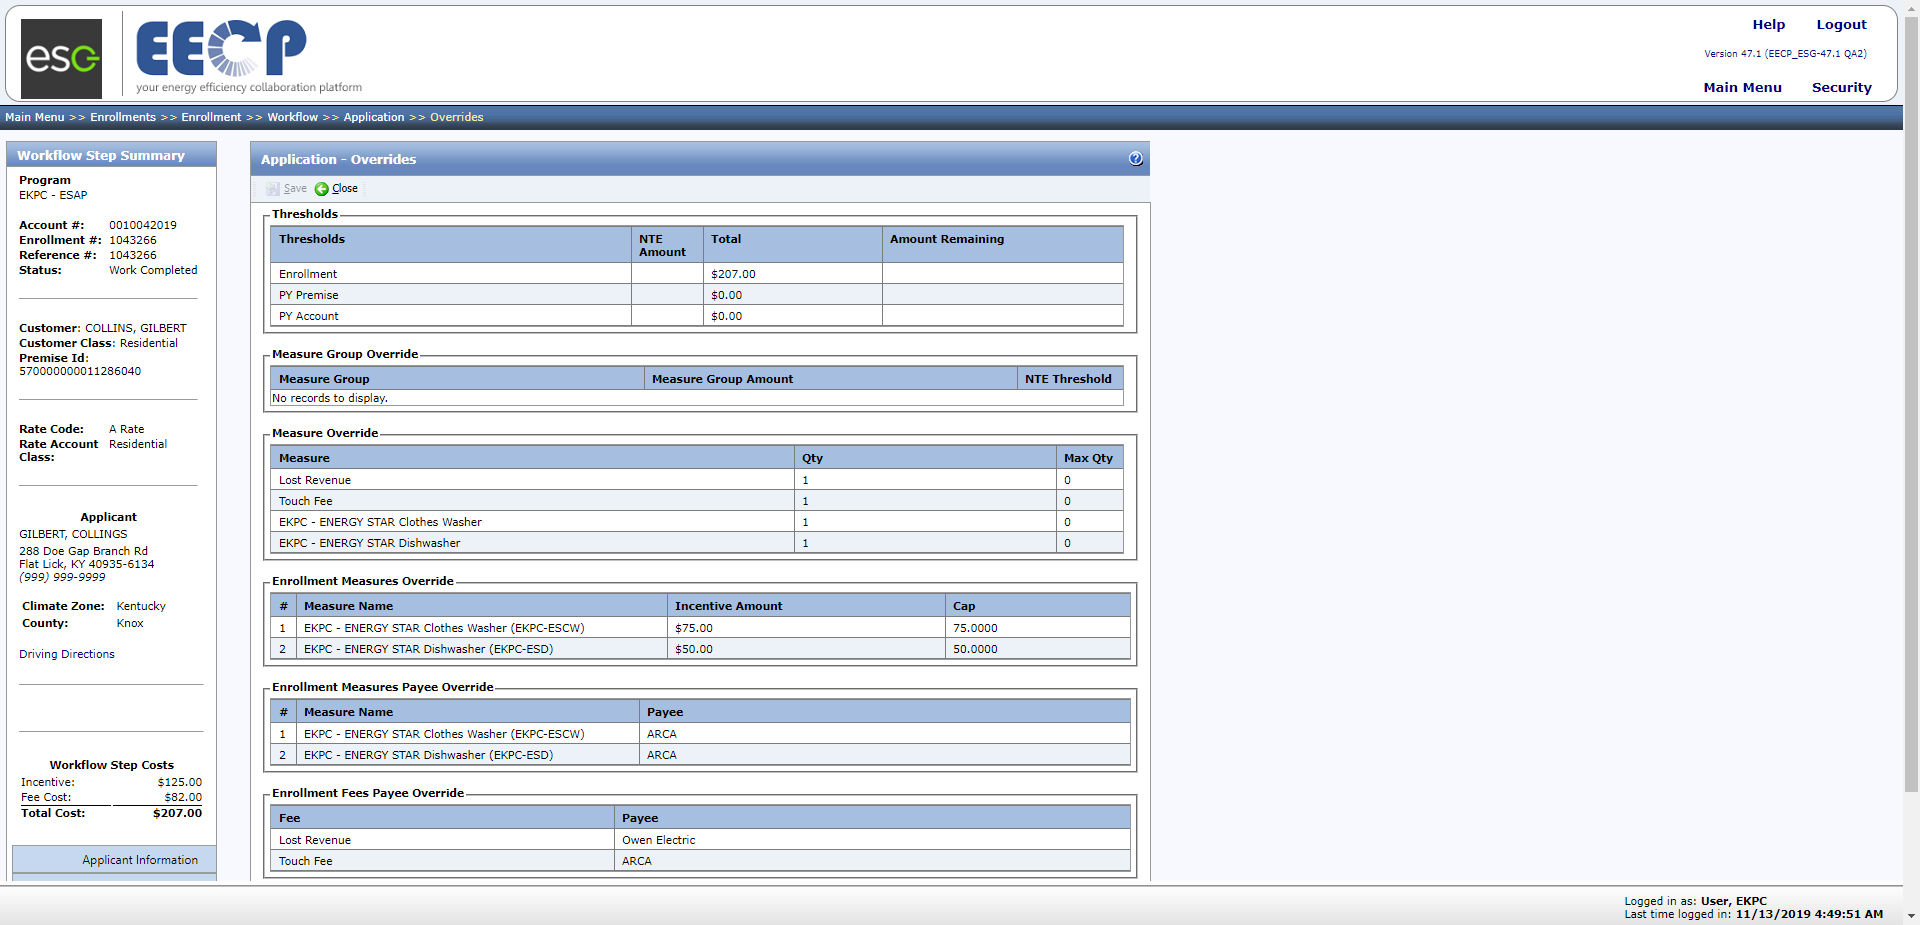 esg
EECP
your energy efficiency collaboration platform
Help Logout
Version 47.1 (EECP_ESG-47.1 QA2)
Main Menu Security
Main Menu >> Enrollments >> Enrollment >> Workflow >> Application >> Overrides
Workflow Step Summary
Program
EKPC - ESAP
Account #: 0010042019
Enrollment #: 1043266
Reference #: 1043266
Status: Work Completed
Customer: COLLINS, GILBERT
Customer Class: Residential
Premise Id:
570000000011286040
Rate Code: A Rate
Rate Account Residential
Class:
Applicant
GILBERT, COLLINGS
288 Doe Gap Branch Rd
Flat Lick, KY 40935-6134
(999) 999-9999
Climate Zone: Kentucky
County: Knox
Driving Directions
Workflow Step Costs
Incentive: $125.00
Fee Cost: $82.00
Total Cost: $207.00
Applicant Information
Application - Overrides
?
Save Close
Thresholds
Thresholds NTE Amount Total Amount Remaining
Enrollment $207.00
PY Premise $0.00
PY Account $0.00
Measure Group Override
Measure Group Measure Group Amount NTE Threshold
No records to display.
Measure Override
Measure Qty Max Qty
Lost Revenue 1 0
Touch Fee 1 0
EKPC - ENERGY STAR Clothes Washer 1 0
EKPC - ENERGY STAR Dishwasher 1 0
Enrollment Measures Override
# Measure Name Incentive Amount Cap
1 EKPC - ENERGY STAR Clothes Washer (EKPC-ESCW) $75.00 75.0000
2 EKPC - ENERGY STAR Dishwasher (EKPC-ESD) $50.00 50.0000
Enrollment Measures Payee Override
# Measure Name Payee
1 EKPC - ENERGY STAR Clothes Washer (EKPC-ESCW) ARCA
2 EKPC - ENERGY STAR Dishwasher (EKPC-ESD) ARCA
Enrollment Fees Payee Override
Fee Payee
Lost Revenue Owen Electric
Touch Fee ARCA
Logged in as: User, EKPC
Last time logged in: 11/13/2019 4:49:51 AM